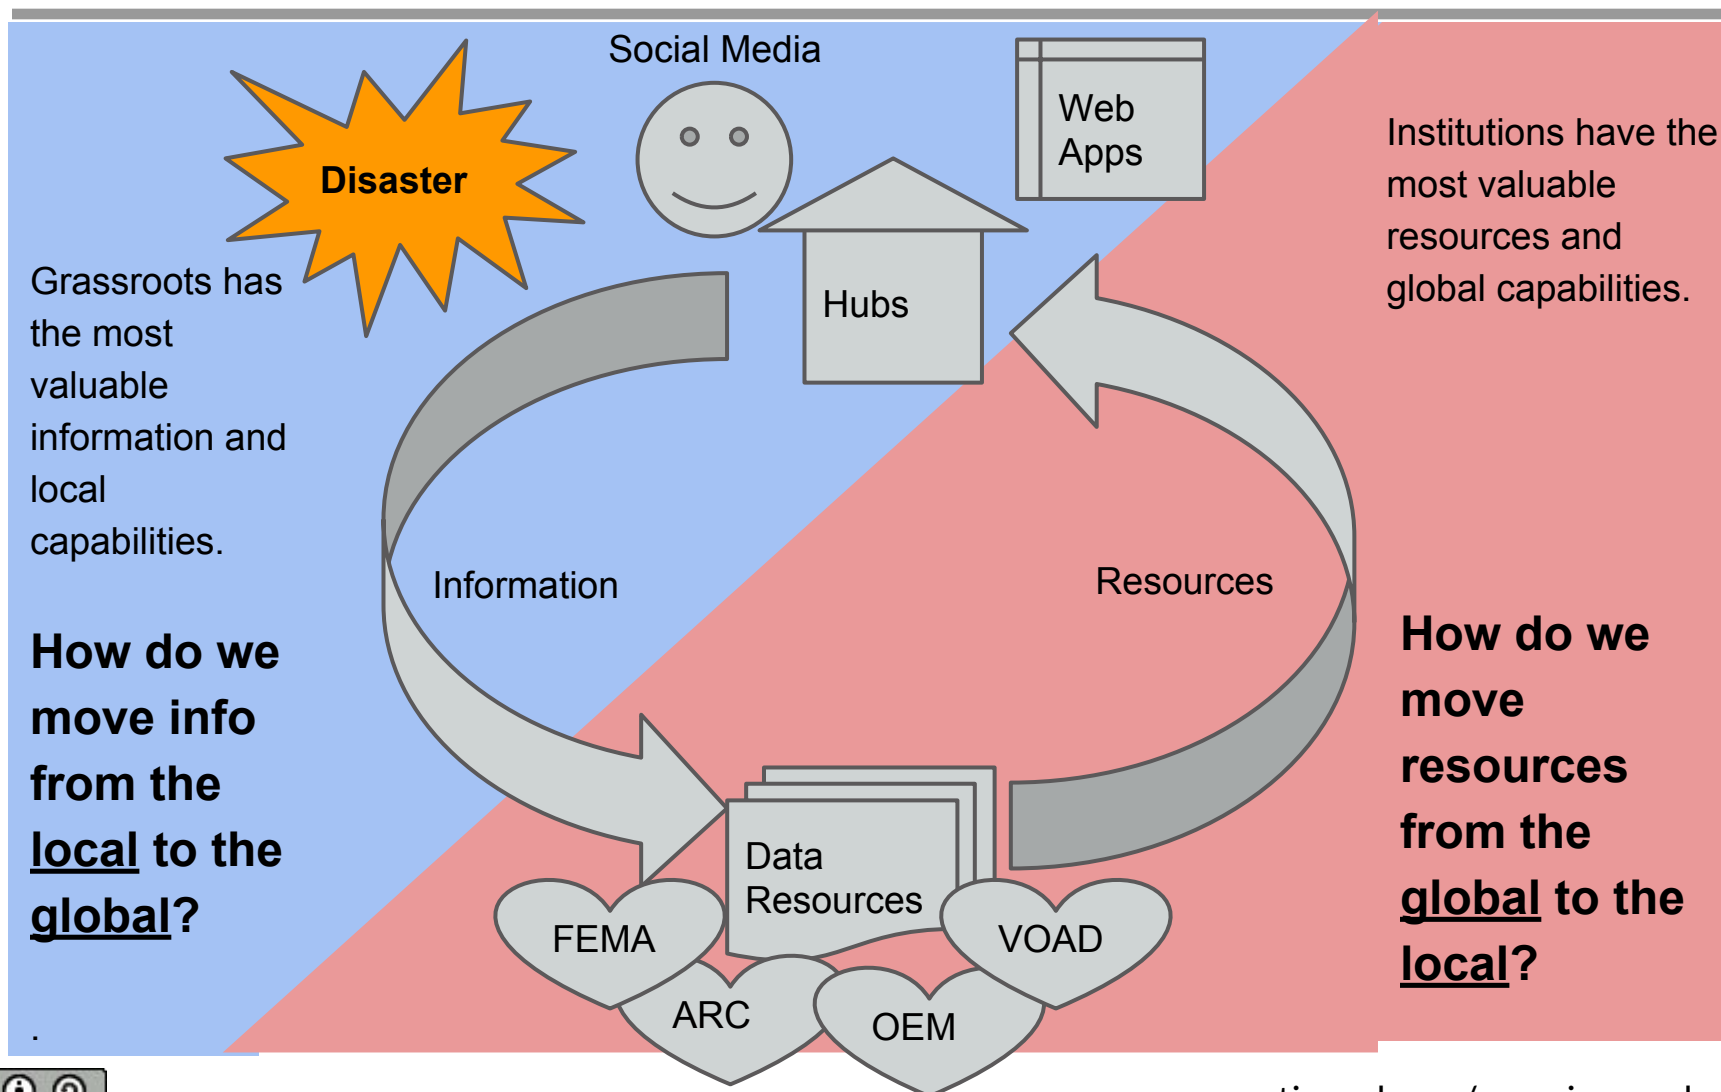 Social Media
Disaster
Web
Apps
Hubs
Grassroots has
the most
valuable
information and
local
capabilities.
How do we
move info
from the
local to the
global?
.
Information
Resources
Institutions have the
most valuable
resources and
global capabilities.
How do we
move
resources
from the
global to the
local?
Data
Resources
FEMA
ARC
OEM
VOAD